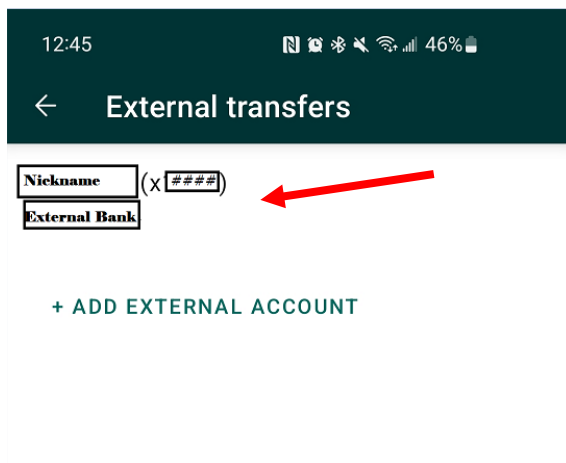 12:45 46%
External transfers
Nickname (x ####)
External Bank
+ ADD EXTERNAL ACCOUNT